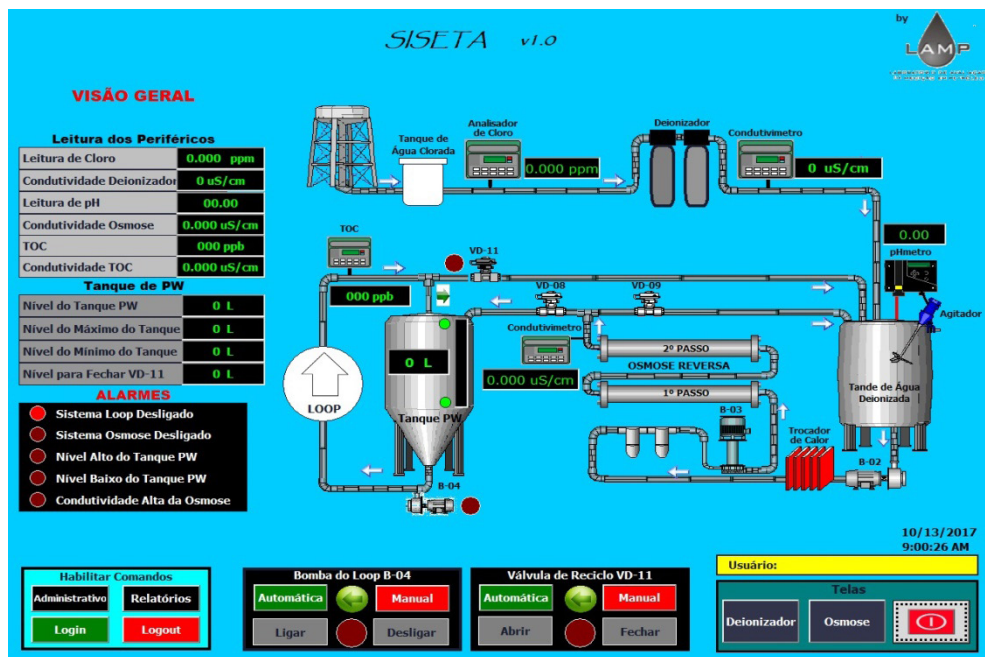 SISETA v1.0
by
LAMP
VISÃO GERAL
Leitura dos Periféricos
Leitura de Cloro 0.000 ppm
Condutividade Deionizador 0 uS/cm
Leitura de pH 00.00
Condutividade Osmose 0.000 uS/cm
TOC 000 ppb
Condutividade TOC 0.000 uS/cm
Tanque de PW
Nível do Tanque PW 0 L
Nível do Máximo do Tanque 0 L
Nível do Mínimo do Tanque 0 L
Nível para Fechar VD-11 0 L
ALARMES
Sistema Loop Desligado
Sistema Osmose Desligado
Nível Alto do Tanque PW
Nível Baixo do Tanque PW
Condutividade Alta da Osmose
Tanque de
Água Clorada
Analisador
de Cloro
0.000 ppm
Deionizador
Condutivimetro
0 uS/cm
TOC
000 ppb
VD-11
0.00
pHmetro
Agitador
VD-08
VD-09
Condutivimetro
0.000 uS/cm
2º PASSO
OSMOSE REVERSA
1º PASSO
0 L
Tanque PW
LOOP
B-04
B-03
Trocador
de Calor
B-02
Tande de Água
Deionizada
10/13/2017
9:00:26 AM
Usuário:
Habilitar Comandos
Administrativo Relatórios
Login Logout
Bomba do Loop B-04
Automática Manual
Ligar Desligar
Válvula de Reciclo VD-11
Automática Manual
Abrir Fechar
Telas
Deionizador Osmose